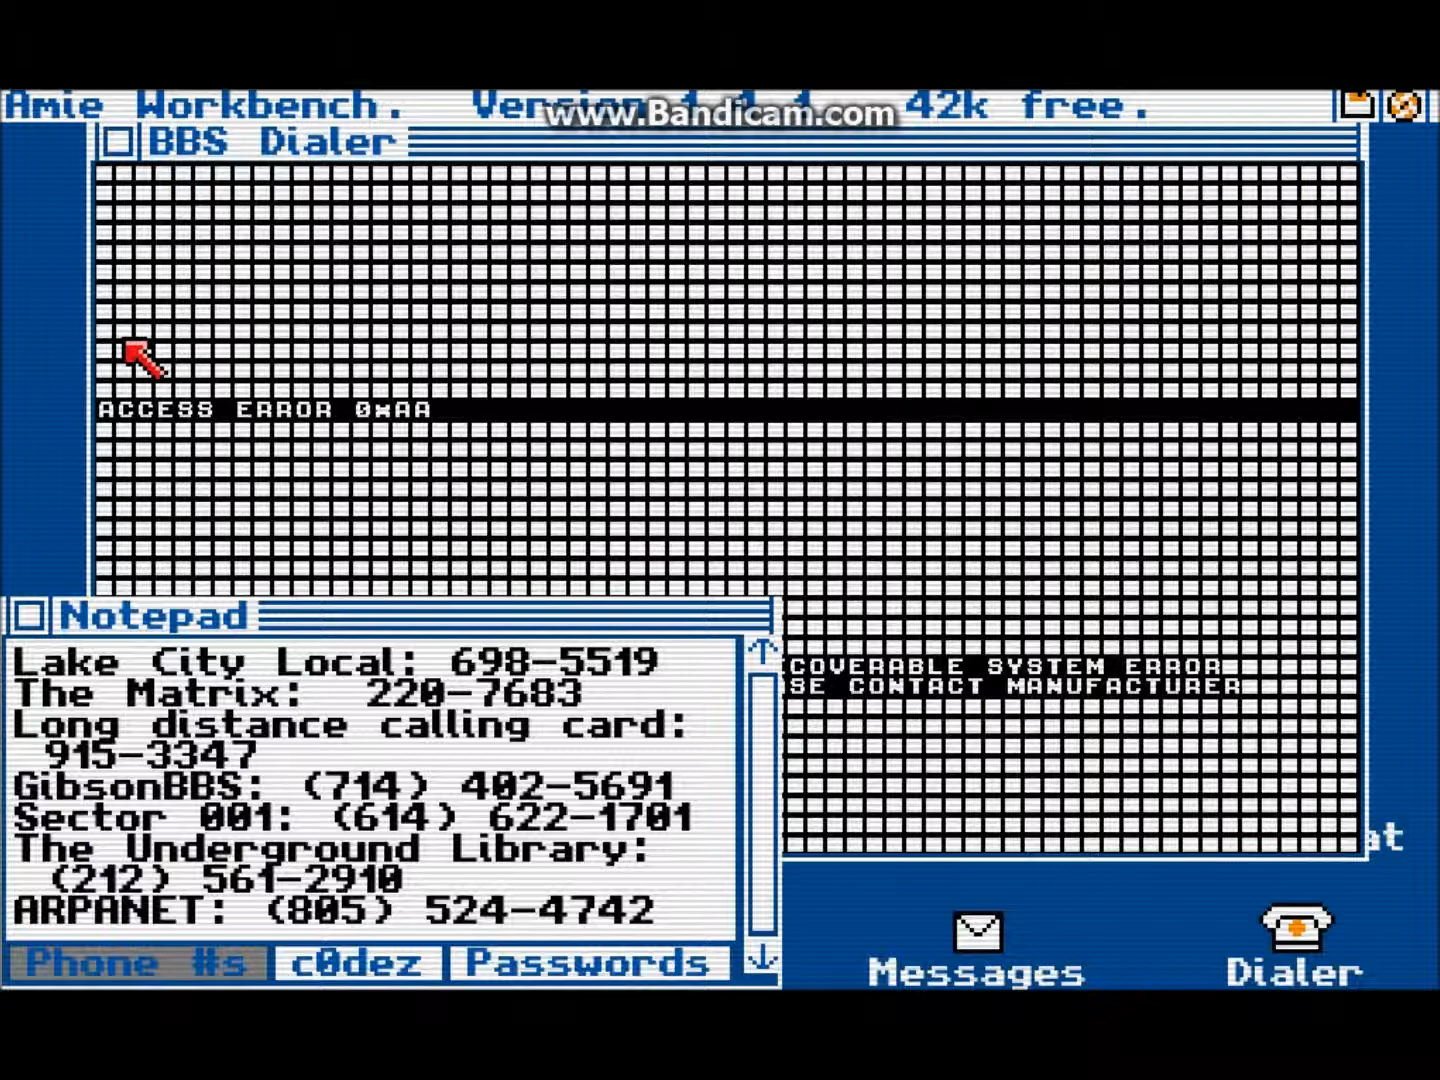 Amie Workbench. Version 1 42k free.
www.Bandicam.com
BBS Dialer
ACCESS ERROR 0xAA
COVERABLE SYSTEM ERROR
SE CONTACT MANUFACTURER
Notepad
Lake City Local: 698-5519
The Matrix: 220-7683
Long distance calling card:
915-3347
GibsonBBS: (714) 402-5691
Sector 001: (614) 622-1701
The Underground Library:
(212) 561-2910
ARPANET: (805) 524-4742
Phone #s c0dez Passwords
at
Messages
Dialer